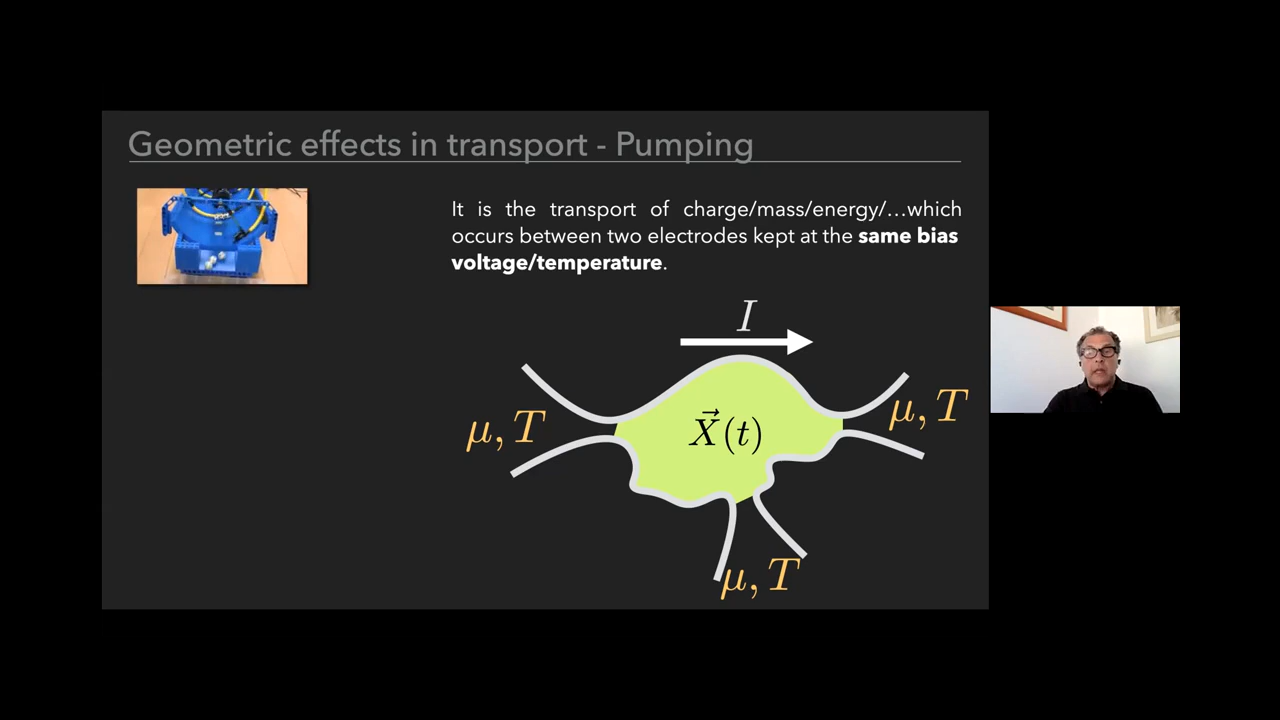 Geometric effects in transport - Pumping
It is the transport of charge/mass/energy/...which
occurs between two electrodes kept at the same bias
voltage/temperature.
I
μ, T
X⃗(t)
μ, T
μ, T